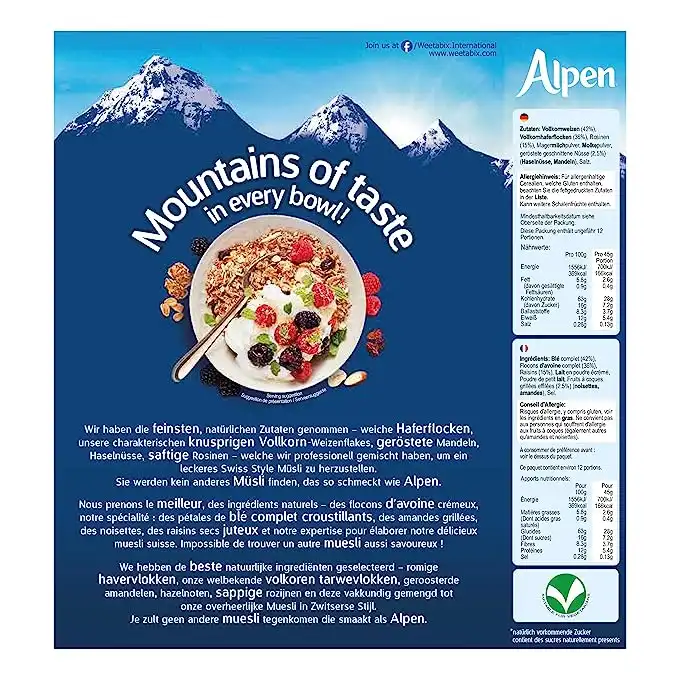 Join us at f/Weetabix.International
www.weetabix.com
Alpen
Mountains of taste
in every bowl!
Serving suggestion
Suggestion de présentation / Serviersuggestie
Wir haben die feinsten, natürlichen Zutaten genommen – welche Haferflocken,
unsere charakterischen knusprigen Vollkorn-Weizenflakes, geröstete Mandeln,
Haselnüsse, saftige Rosinen – welche wir professionell gemischt haben, um ein
leckeres Swiss Style Müsli zu herzustellen.
Sie werden kein anderes Müsli finden, das so schmeckt wie Alpen.
Nous prenons le meilleur, des ingrédients naturels – des flocons d'avoine crémeux,
notre spécialité : des pétales de blé complet croustillants, des amandes grillées,
des noisettes, des raisins secs juteux et notre expertise pour élaborer notre délicieux
muesli suisse. Impossible de trouver un autre muesli aussi savoureux !
We hebben de beste natuurlijke ingrediënten geselecteerd – romige
havervlokken, onze welbekende volkoren tarwevlokken, geroosterde
amandelen, hazelnoten, sappige rozijnen en deze vakkundig gemengd tot
onze overheerlijke Muesli in Zwitserse Stijl.
Je zult geen andere muesli tegenkomen die smaakt als Alpen.
Zutaten: Vollkornweizen (42%),
Vollkornhaferflocken (36%), Rosinen
(15%), Magermilchpulver, Molkepulver,
geröstete geschnittene Nüsse (2.5%)
(Haselnüsse, Mandeln), Salz.
Allergiehinweis: Für allergenhaltige
Cerealien, welche Gluten enthalten,
beachten Sie die fettgedruckten Zutaten
in der Liste.
Kann weitere Schalenfrüchte enthalten.
Mindesthaltbarkeitsdatum siehe
Oberseite der Packung.
Diese Packung enthält ungefähr 12
Portionen.
Nährwerte:
Pro 100g Pro 45g
Portion
Energie 1556kJ/ 700kJ/
369kcal 166kcal
Fett 5.8g 2.6g
(davon gesättigte 0.9g 0.4g
Fettsäuren)
Kohlenhydrate 63g 28g
(davon Zucker) 16g 7.2g
Ballaststoffe 8.3g 3.7g
Eiweiß 12g 5.4g
Salz 0.28g 0.13g
Ingrédients: Blé complet (42%),
Flocons d'avoine complet (36%),
Raisins (15%), Lait en poudre écrémé,
Poudre de petit lait, Fruits à coques
grillées effilées (2.5%) (noisettes,
amandes), Sel.
Conseil d'Allergie:
Risques d'allergie, y compris gluten, voir
les ingrédients en gras. Ne convient pas
aux personnes qui souffrent d'allergie
aux fruits à coques (également autres
qu'amandes et noisettes).
A consommer de préférence avant :
voir le dessus du paquet.
Ce paquet contient environ 12 portions.
Apports nutritionnels:
Pour Pour
100g 45g
Énergie 1556kJ/ 700kJ/
369kcal 166kcal
Matières grasses 5.8g 2.6g
(Dont acides gras 0.9g 0.4g
saturés)
Glucides 63g 28g
(Dont sucres) 16g 7.2g
Fibres 8.3g 3.7g
Protéines 12g 5.4g
Sel 0.28g 0.13g
SUITABLE FOR VEGETARIANS
*natürlich vorkommende Zucker
contient des sucres naturellement présents